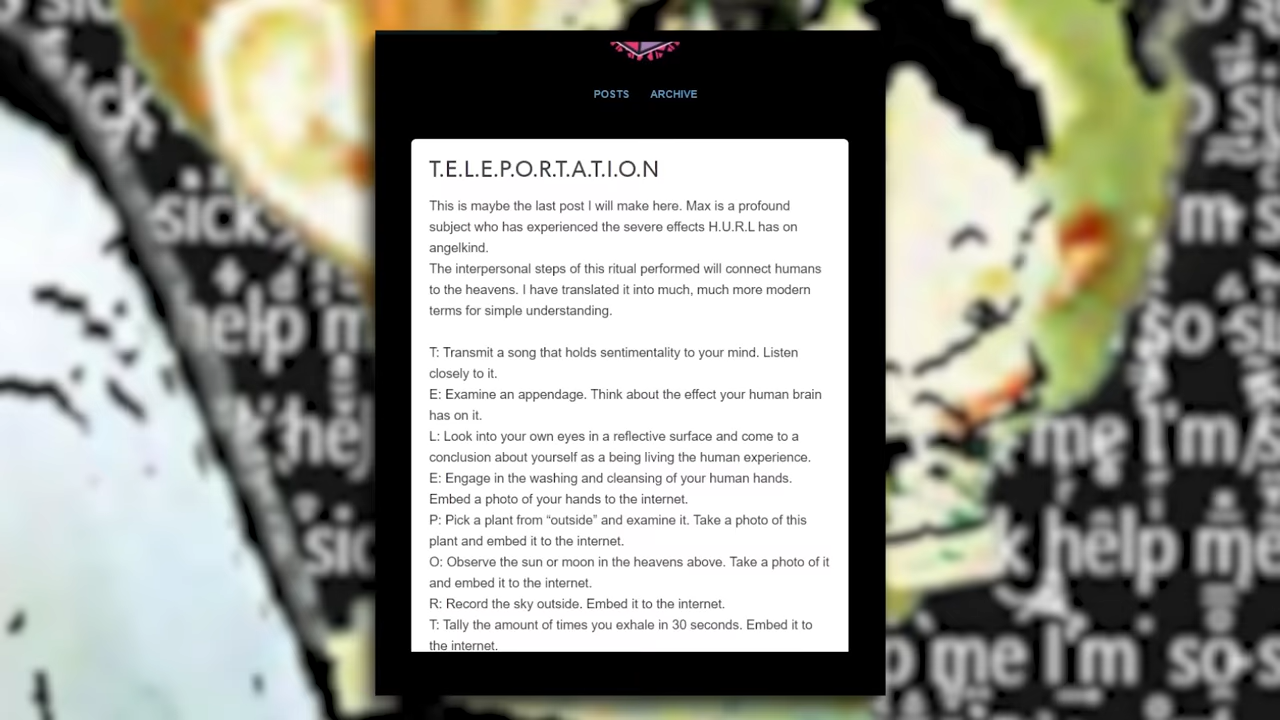 POSTS ARCHIVE
T.E.L.E.P.O.R.T.A.T.I.O.N
This is maybe the last post I will make here. Max is a profound
subject who has experienced the severe effects H.U.R.L has on
angelkind.
The interpersonal steps of this ritual performed will connect humans
to the heavens. I have translated it into much, much more modern
terms for simple understanding.
T: Transmit a song that holds sentimentality to your mind. Listen
closely to it.
E: Examine an appendage. Think about the effect your human brain
has on it.
L: Look into your own eyes in a reflective surface and come to a
conclusion about yourself as a being living the human experience.
E: Engage in the washing and cleansing of your human hands.
Embed a photo of your hands to the internet.
P: Pick a plant from “outside” and examine it. Take a photo of this
plant and embed it to the internet.
O: Observe the sun or moon in the heavens above. Take a photo of it
and embed it to the internet.
R: Record the sky outside. Embed it to the internet.
T: Tally the amount of times you exhale in 30 seconds. Embed it to
the internet.
sick
help
help me
me I'm
me I'm so